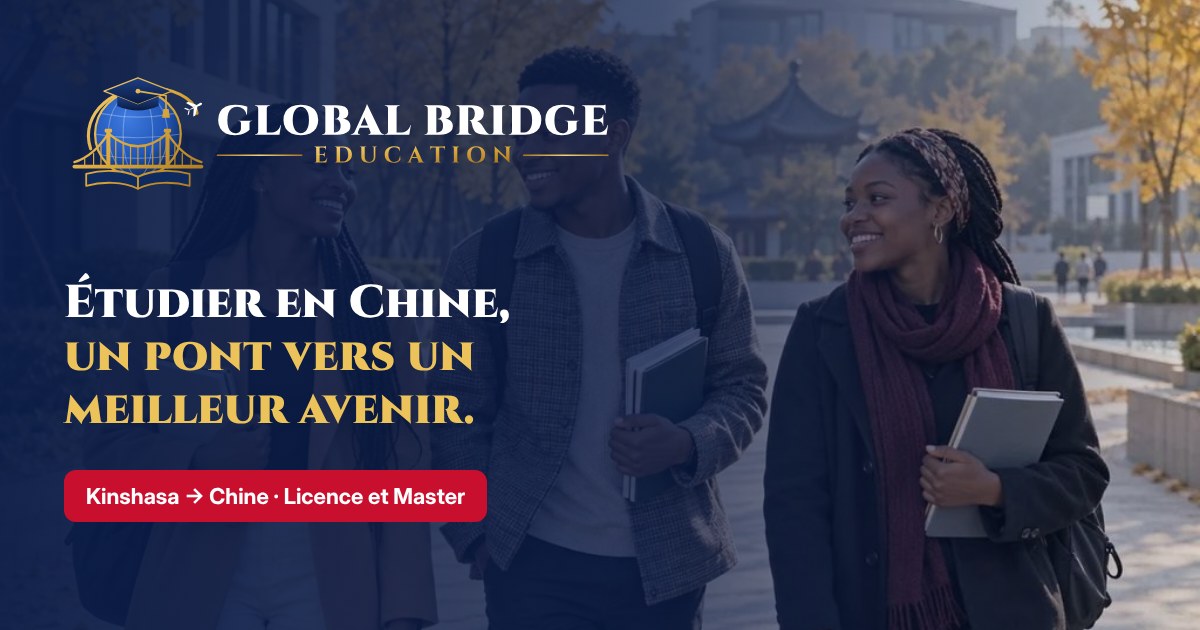 GLOBAL BRIDGE
EDUCATION
Étudier en Chine,
un pont vers un
meilleur avenir.
Kinshasa → Chine · Licence et Master